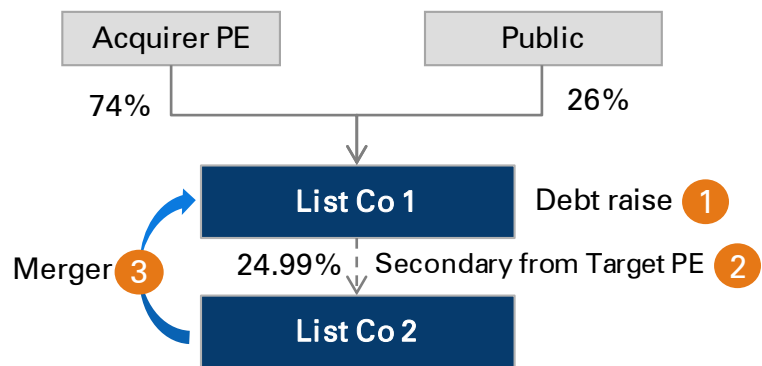 Acquirer PE
Public
74%
26%
List Co 1
Debt raise 1
Merger 3
24.99%
Secondary from Target PE 2
List Co 2